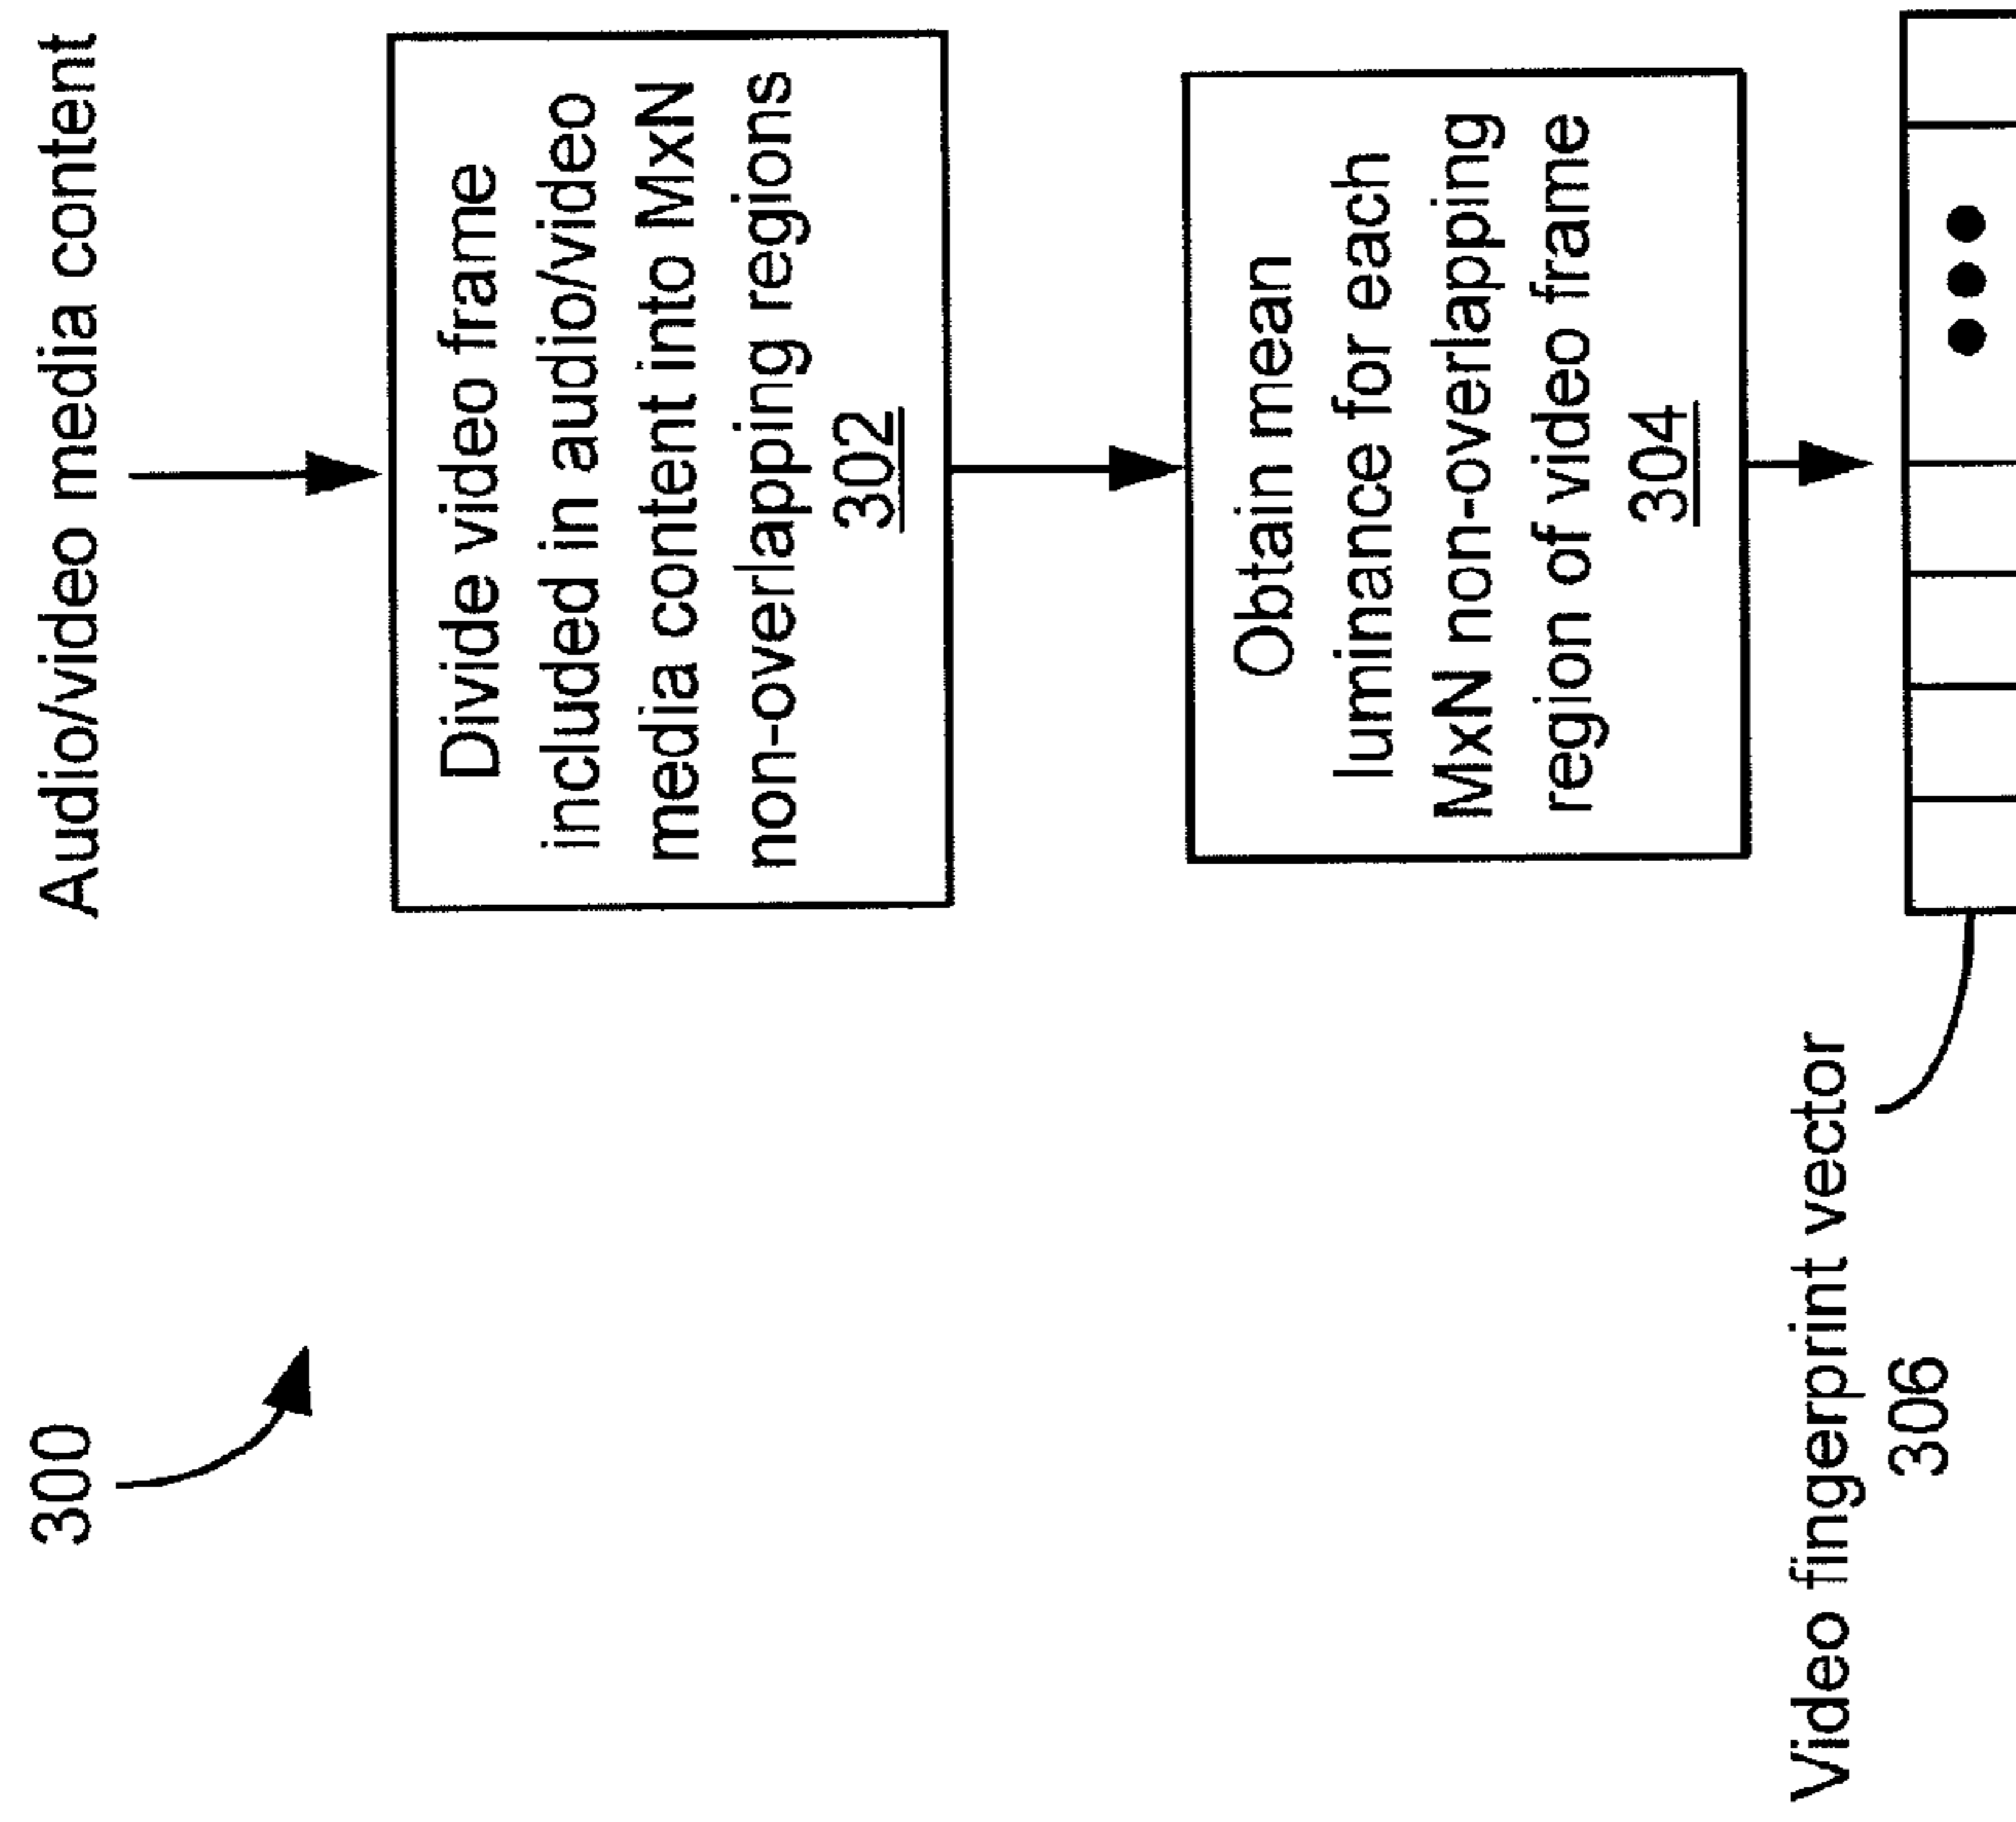 300
Audio/video media content
Divide video frame
included in audio/video
media content into MxN
non-overlapping regions
302
Obtain mean
luminance for each
MxN non-overlapping
region of video frame
304
Video fingerprint vector
306